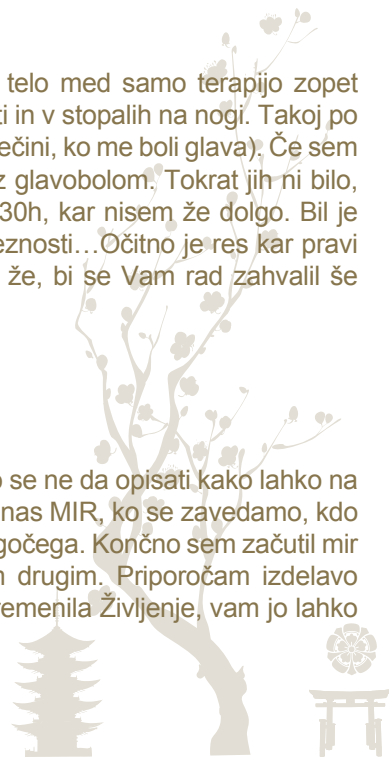 telo med samo terapijo zopet
ti in v stopalih na nogi. Takoj po
ečini, ko me boli glava). Če sem
z glavobolom. Tokrat jih ni bilo,
30h, kar nisem že dolgo. Bil je
eznosti…Očitno je res kar pravi
že, bi se Vam rad zahvalil še
o se ne da opisati kako lahko na
nas MIR, ko se zavedamo, kdo
gočega. Končno sem začutil mir
drugim. Priporočam izdelavo
remenila Življenje, vam jo lahko